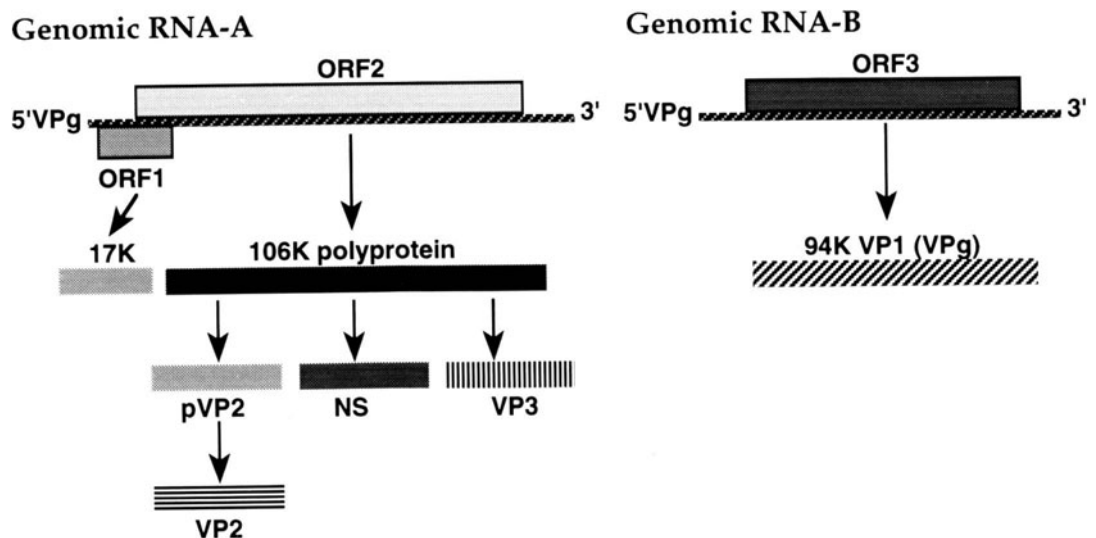 Genomic RNA-A
ORF2
5'VPg
3'
ORF1
17K
106K polyprotein
pVP2
NS
VP3
VP2
Genomic RNA-B
ORF3
5'VPg
3'
94K VP1 (VPg)